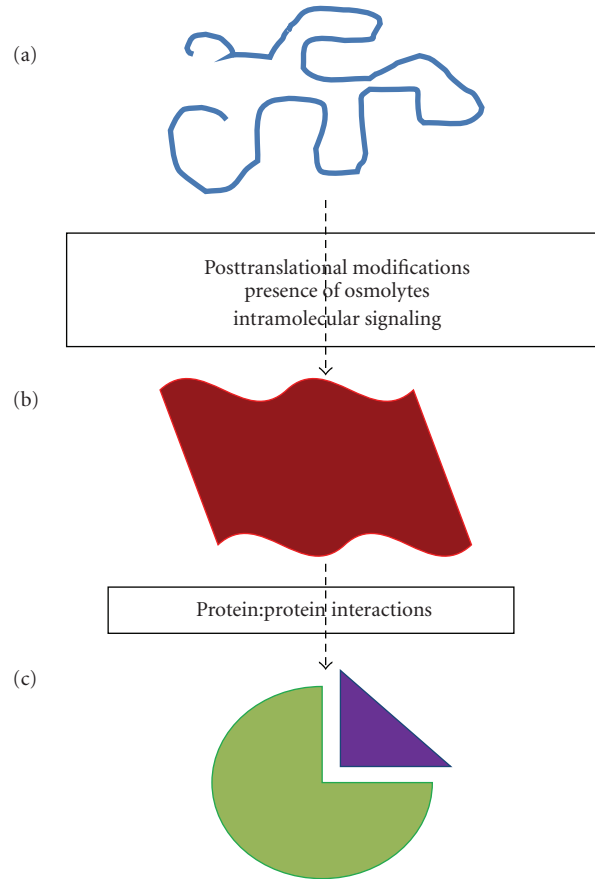 (a)
Posttranslational modifications
presence of osmolytes
intramolecular signaling
(b)
Protein:protein interactions
(c)